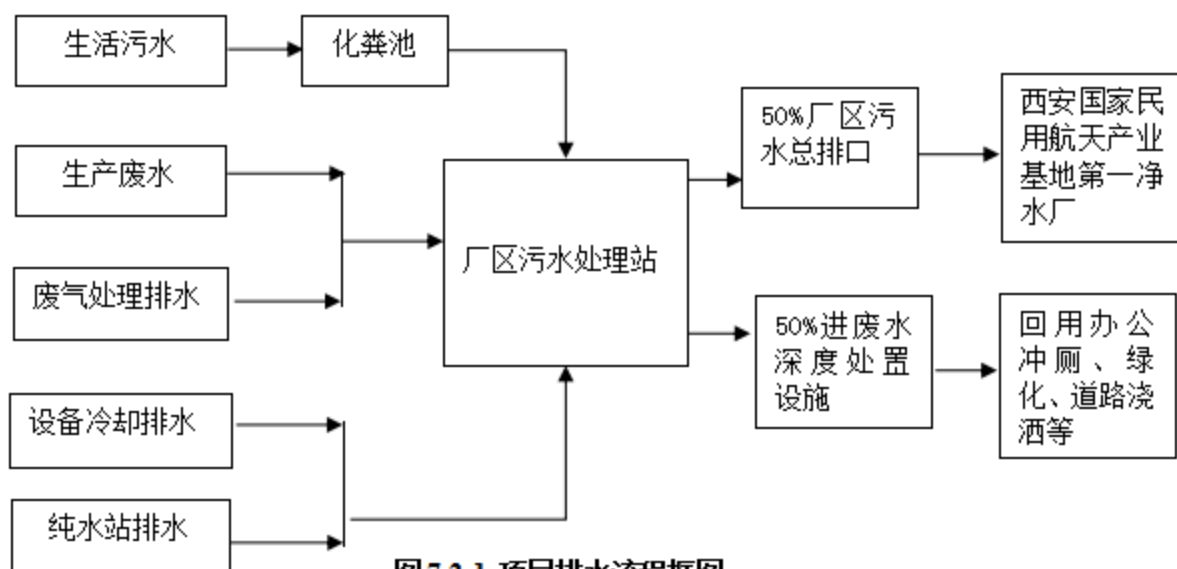 生活污水
化粪池
生产废水
废气处理排水
设备冷却排水
纯水站排水
厂区污水处理站
50%厂区污
水总排口
西安国家民
用航天产业
基地第一净
水厂
50%进废水
深度处置
设施
回用办公
冲厕、绿
化、道路浇
洒等
图 7.2-1 项目排水流程框图